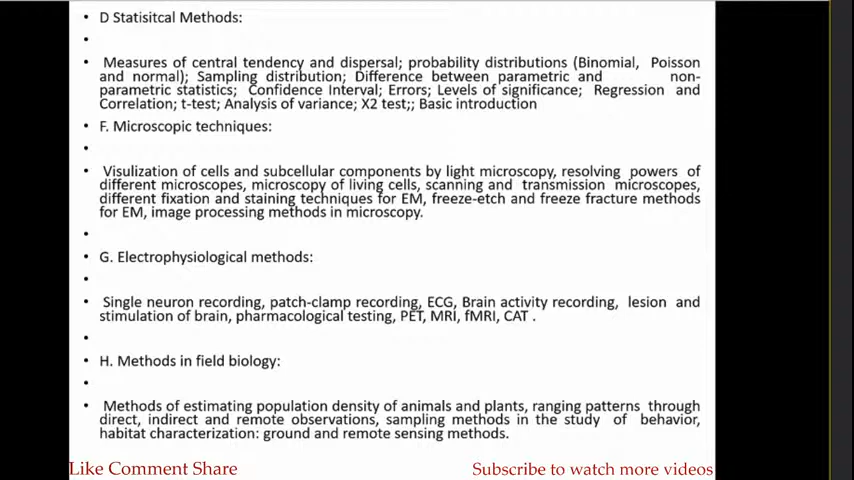 • D Statisitcal Methods:
•
• Measures of central tendency and dispersal; probability distributions (Binomial, Poisson
and normal); Sampling distribution; Difference between parametric and non-
parametric statistics; Confidence Interval; Errors; Levels of significance; Regression and
Correlation; t-test; Analysis of variance; X2 test;; Basic introduction
• F. Microscopic techniques:
•
• Visulization of cells and subcellular components by light microscopy, resolving powers of
different microscopes, microscopy of living cells, scanning and transmission microscopes,
different fixation and staining techniques for EM, freeze-etch and freeze fracture methods
for EM, image processing methods in microscopy.
•
• G. Electrophysiological methods:
•
• Single neuron recording, patch-clamp recording, ECG, Brain activity recording, lesion and
stimulation of brain, pharmacological testing, PET, MRI, fMRI, CAT .
•
• H. Methods in field biology:
•
• Methods of estimating population density of animals and plants, ranging patterns through
direct, indirect and remote observations, sampling methods in the study of behavior,
habitat characterization: ground and remote sensing methods.
Like Comment Share
Subscribe to watch more videos